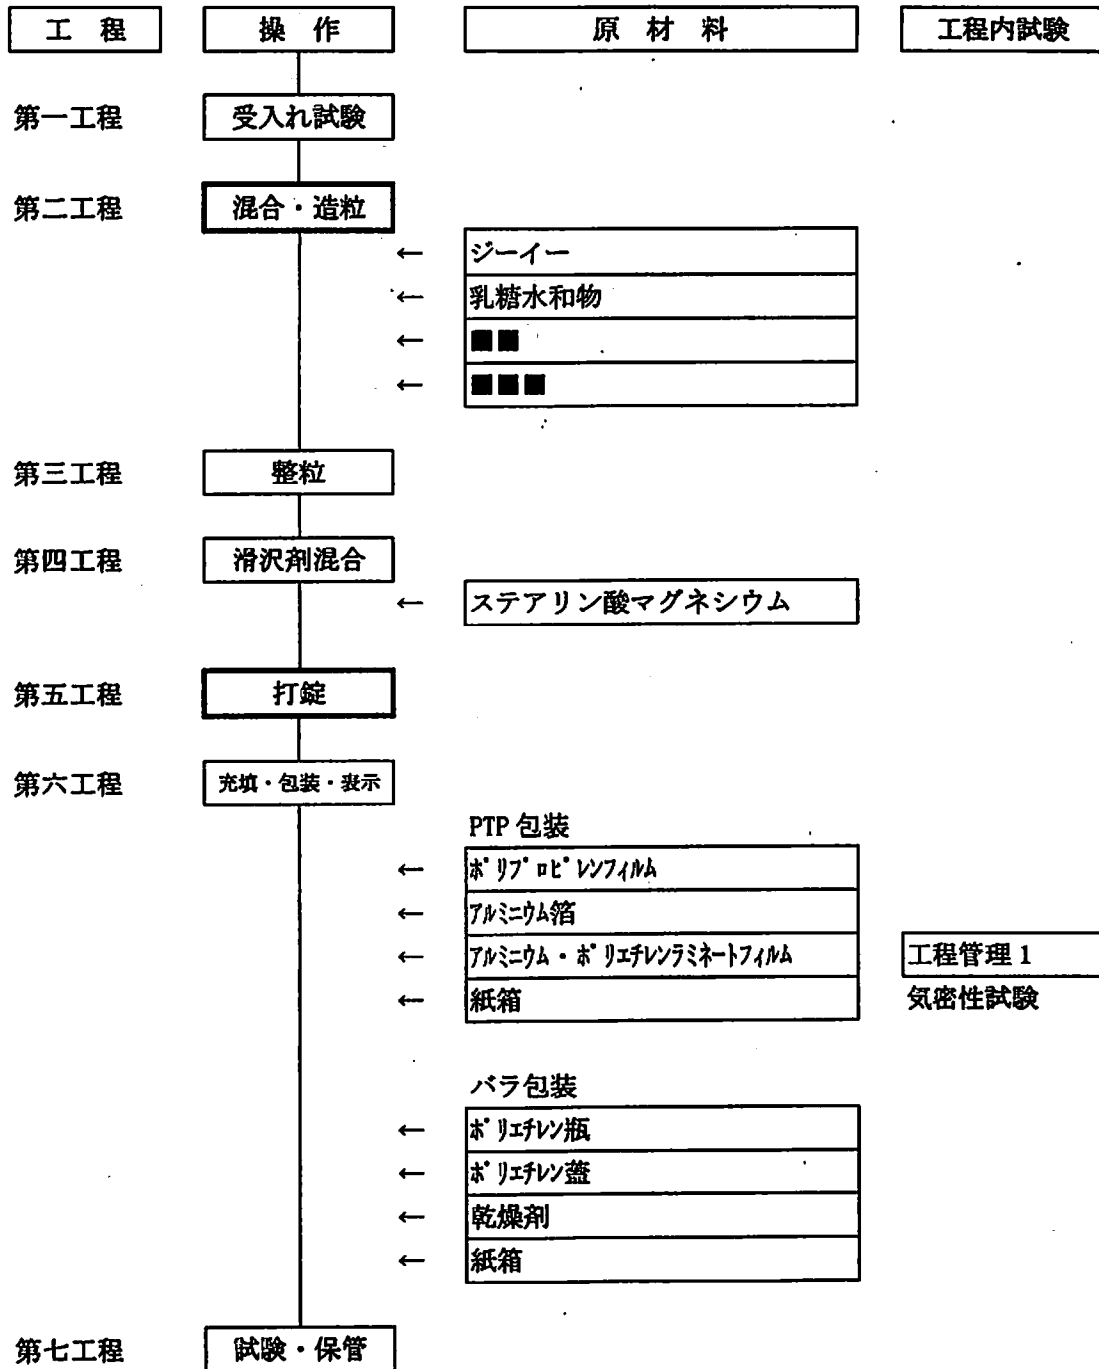 工程 操作 原材料 工程内試験
第一工程 受入れ試験
第二工程 混合・造粒
← ジーイー
← 乳糖水和物
← ■■
← ■■■
第三工程 整粒
第四工程 滑沢剤混合
← ステアリン酸マグネシウム
第五工程 打錠
第六工程 充填・包装・表示
PTP包装
← ポリプロピレンフィルム
← アルミニウム箔
← アルミニウム・ポリエチレンラミネートフィルム 工程管理1
← 紙箱 気密性試験
バラ包装
← ポリエチレン瓶
← ポリエチレン蓋
← 乾燥剤
← 紙箱
第七工程 試験・保管